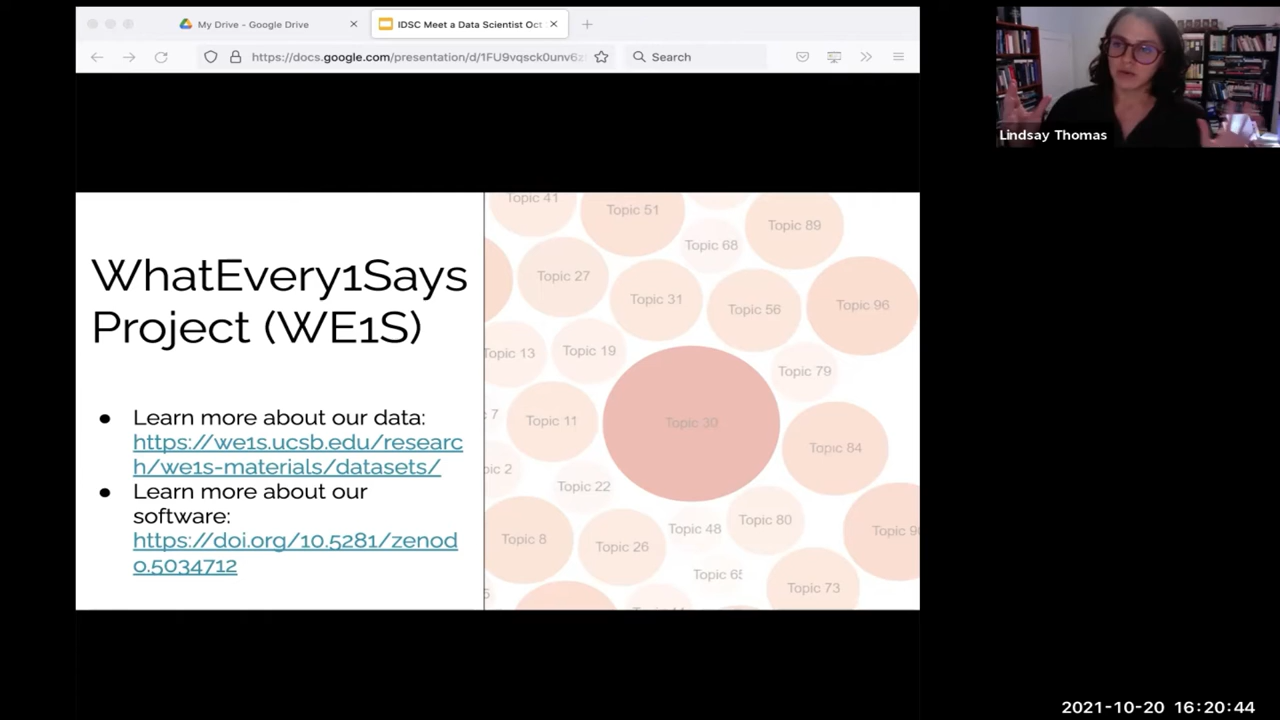 My Drive - Google Drive
IDSC Meet a Data Scientist Oct
https://docs.google.com/presentation/d/1FU9vqsck0unv6z
Search
Lindsay Thomas
WhatEvery1Says
Project (WE1S)
● Learn more about our data:
https://we1s.ucsb.edu/researc
h/we1s-materials/datasets/
● Learn more about our
software:
https://doi.org/10.5281/zenod
o.5034712
Topic 41
Topic 51
Topic 89
Topic 68
Topic 27
Topic 31
Topic 56
Topic 96
Topic 13
Topic 19
Topic 79
7
Topic 11
Topic 30
Topic 84
pic 2
Topic 22
Topic 48
Topic 80
Topic 8
Topic 26
Topic 65
Topic 73
2021-10-20 16:20:44